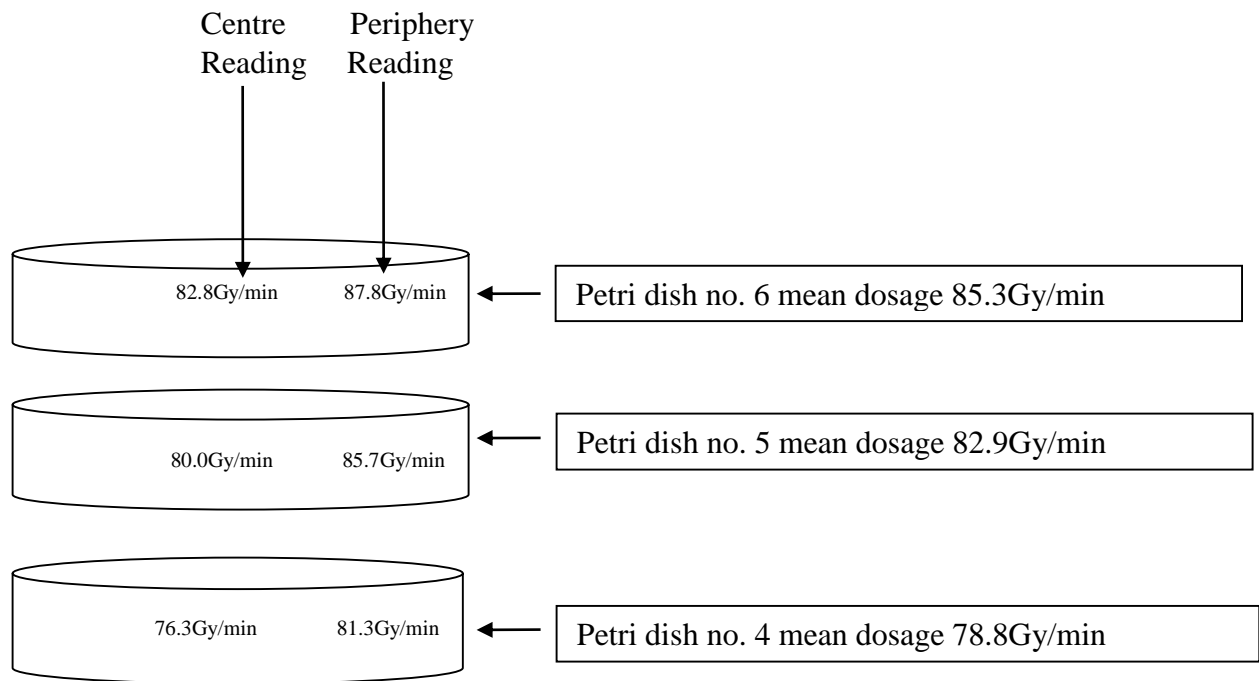 Centre Periphery
Reading Reading
82.8Gy/min 87.8Gy/min
Petri dish no. 6 mean dosage 85.3Gy/min
80.0Gy/min 85.7Gy/min
Petri dish no. 5 mean dosage 82.9Gy/min
76.3Gy/min 81.3Gy/min
Petri dish no. 4 mean dosage 78.8Gy/min